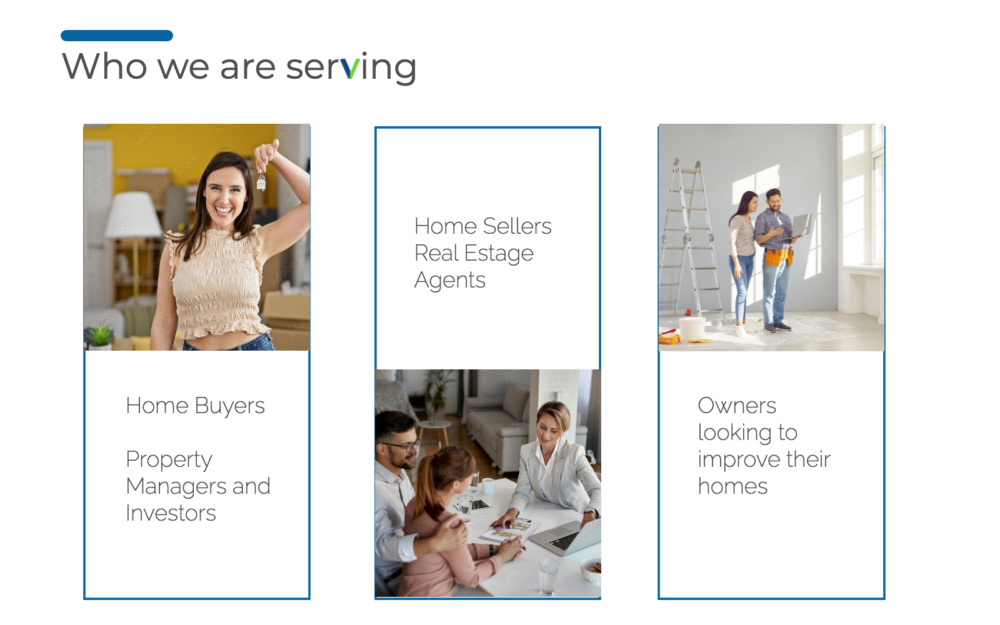 Who we are serving
Home Buyers
Property
Managers and
Investors
Home Sellers
Real Estage
Agents
Owners
looking to
improve their
homes